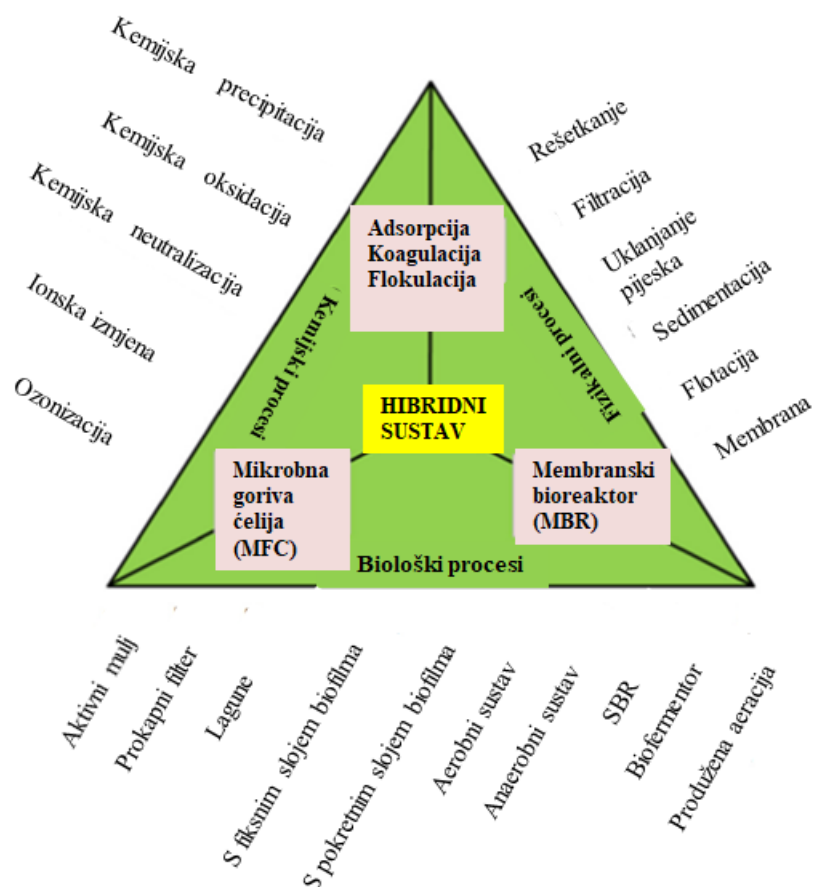 Kemijska precipitacija
Kemijska oksidacija
Kemijska neutralizacija
Ionska izmjena
Ozonizacija
Rešetkanje
Filtracija
Uklanjanje
pijeska
Sedimentacija
Flotacija
Membrana
Adsorpcija
Koagulacija
Flokulacija
Kemijski procesi
Fizikalni procesi
HIBRIDNI
SUSTAV
Mikrobna
goriva
ćelija
(MFC)
Membranski
bioreaktor
(MBR)
Biološki procesi
Aktivni mulj
Prokapni filter
Lagune
S fiksnim slojem biofilma
S pokretnim slojem biofilma
Aerobni sustav
Anaerobni sustav
SBR
Biofermentor
Produžena aeracija